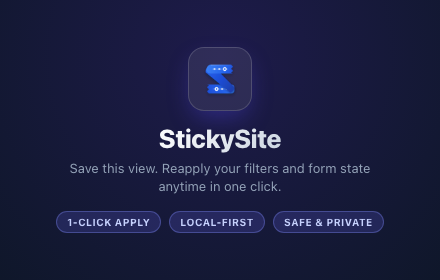 StickySite
Save this view. Reapply your filters and form state
anytime in one click.
1-CLICK APPLY
LOCAL-FIRST
SAFE & PRIVATE